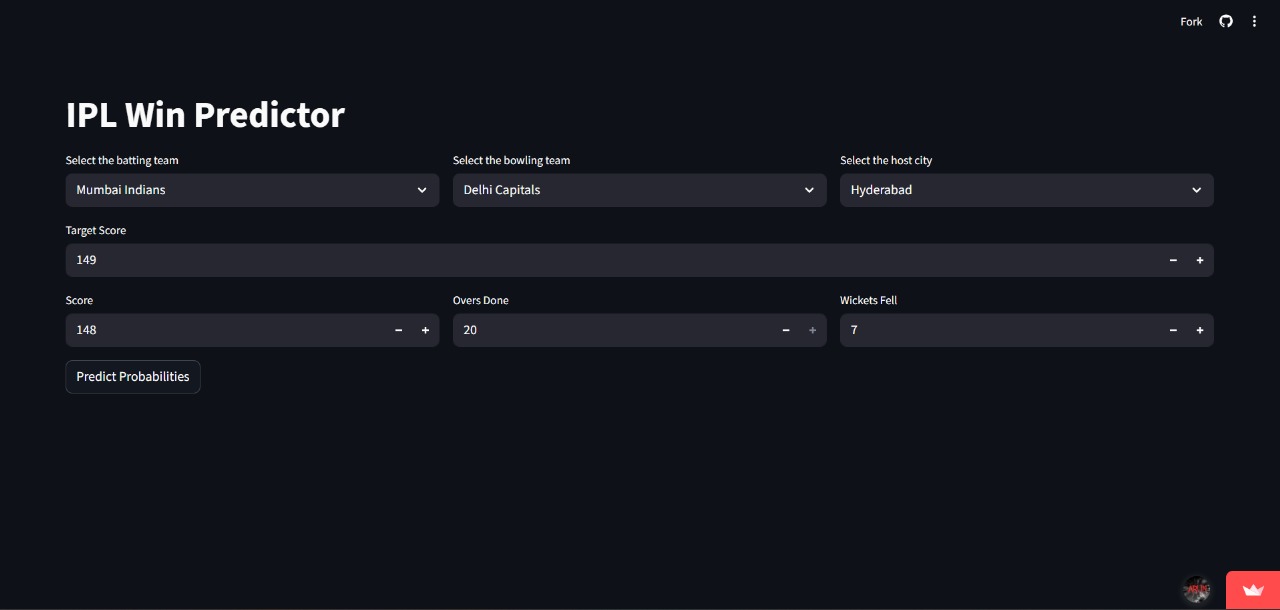 Fork
IPL Win Predictor
Select the batting team
Select the bowling team
Select the host city
Mumbai Indians
Delhi Capitals
Hyderabad
Target Score
149
Score
Overs Done
Wickets Fell
148
20
7
Predict Probabilities